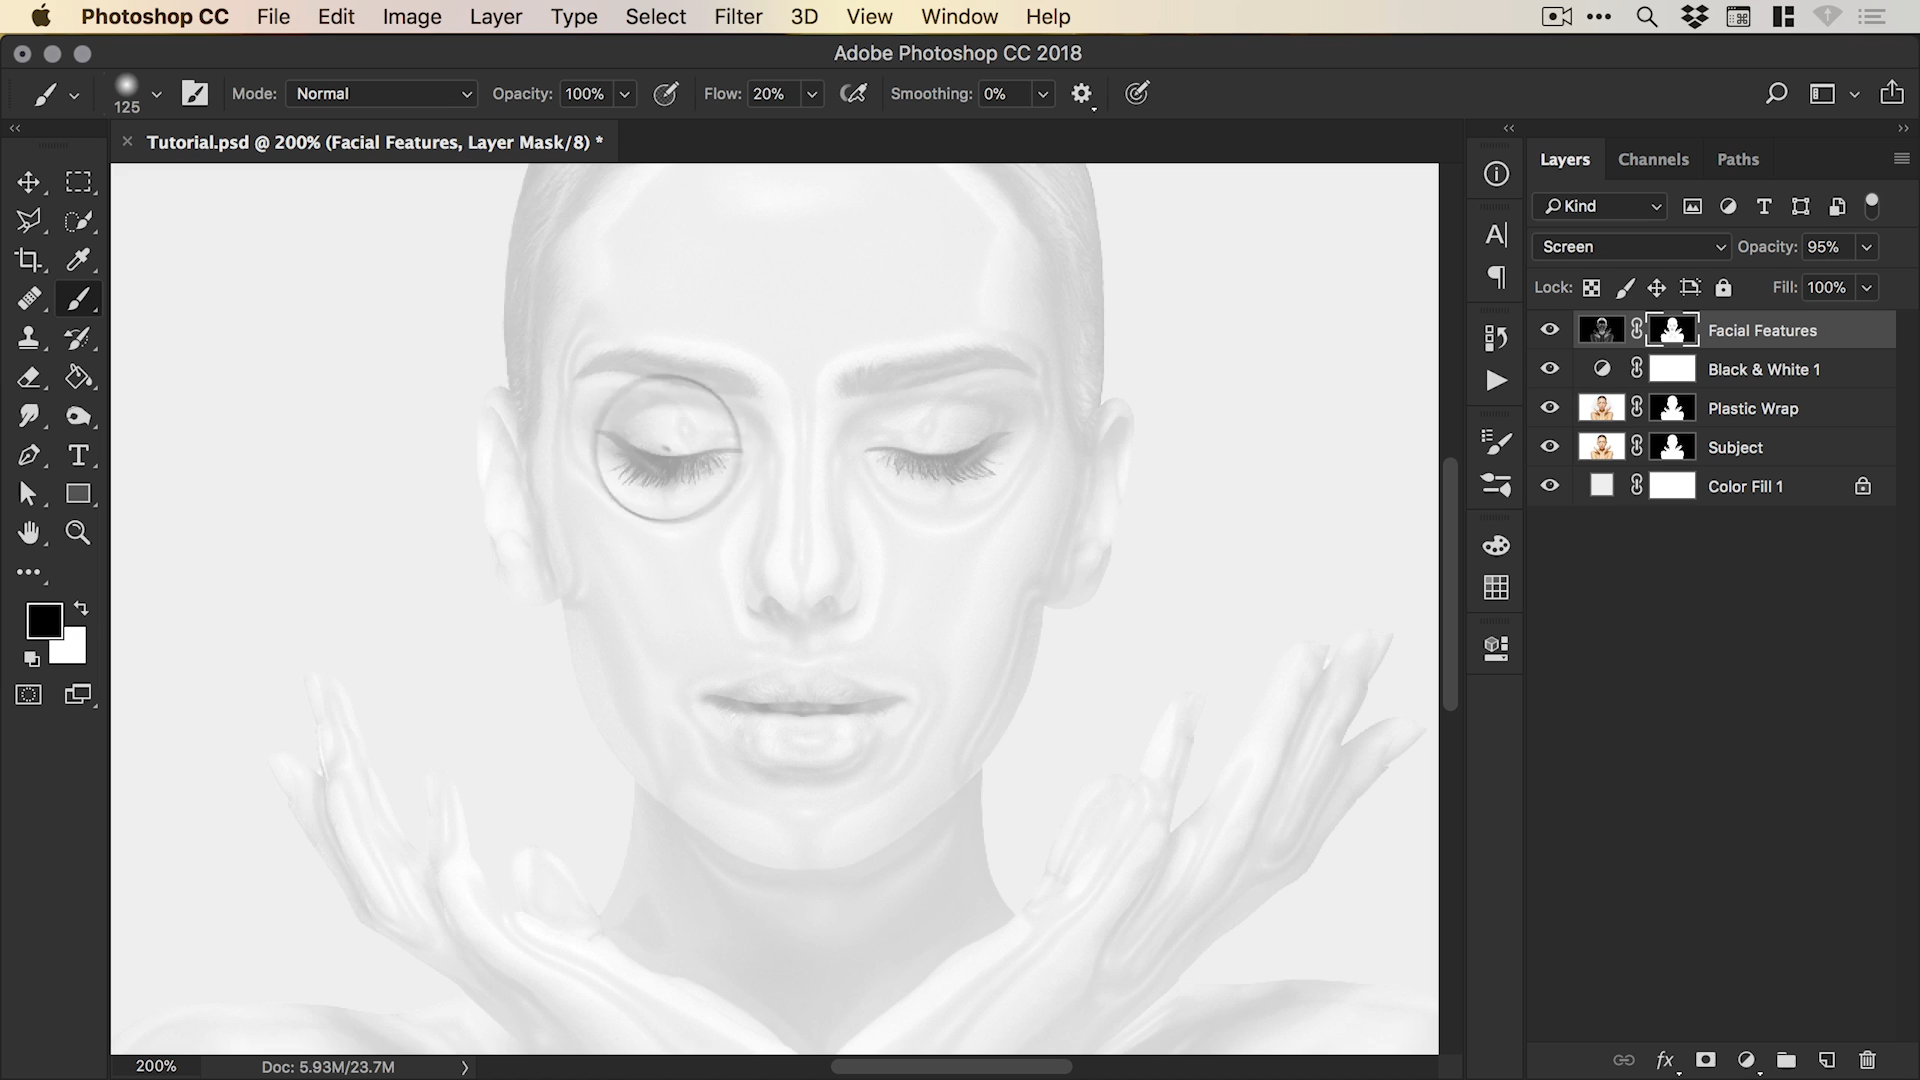 Photoshop CC File Edit Image Layer Type Select Filter 3D View Window Help
Adobe Photoshop CC 2018
125 Mode: Normal Opacity: 100% Flow: 20% Smoothing: 0%
Tutorial.psd @ 200% (Facial Features, Layer Mask/8) *
Layers Channels Paths
Kind
Screen Opacity: 95%
Lock: Fill: 100%
Facial Features
Black & White 1
Plastic Wrap
Subject
Color Fill 1
200% Doc: 5.93M/23.7M
fx